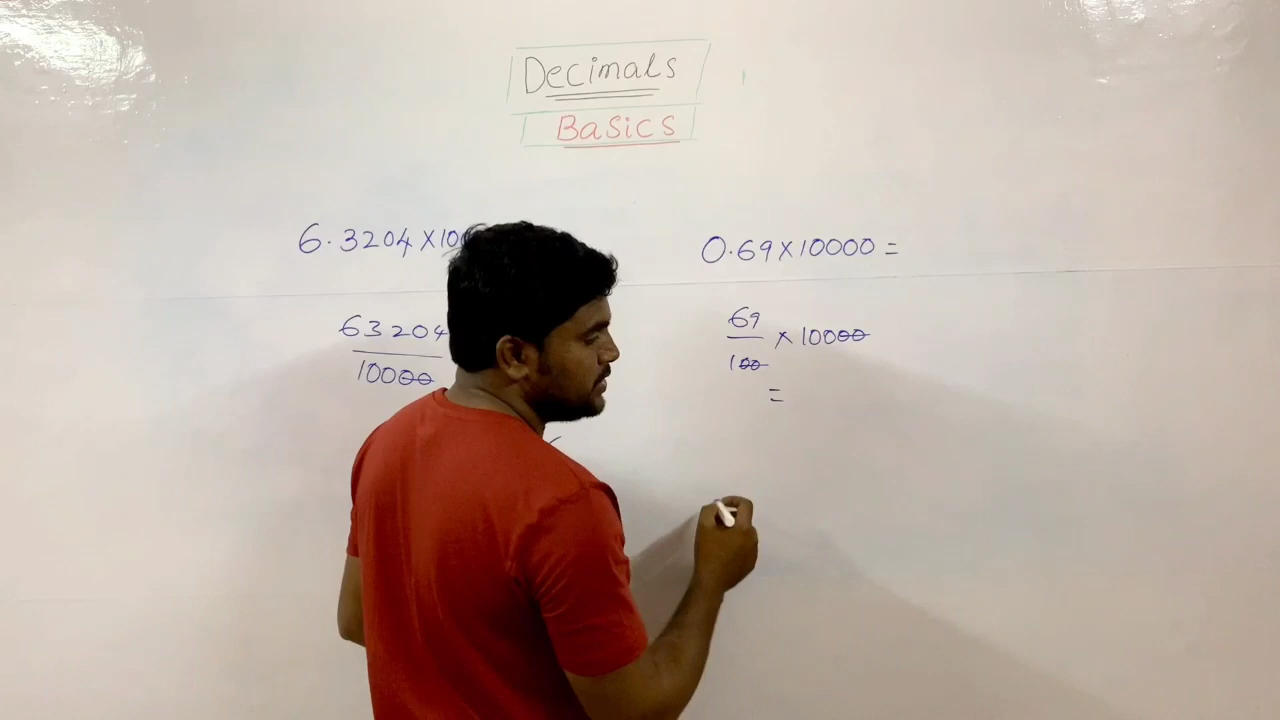 Decimals
Basics
6.3204 X 10
0.69 X 10000 =
63204
10000
69
100
X 10000
=